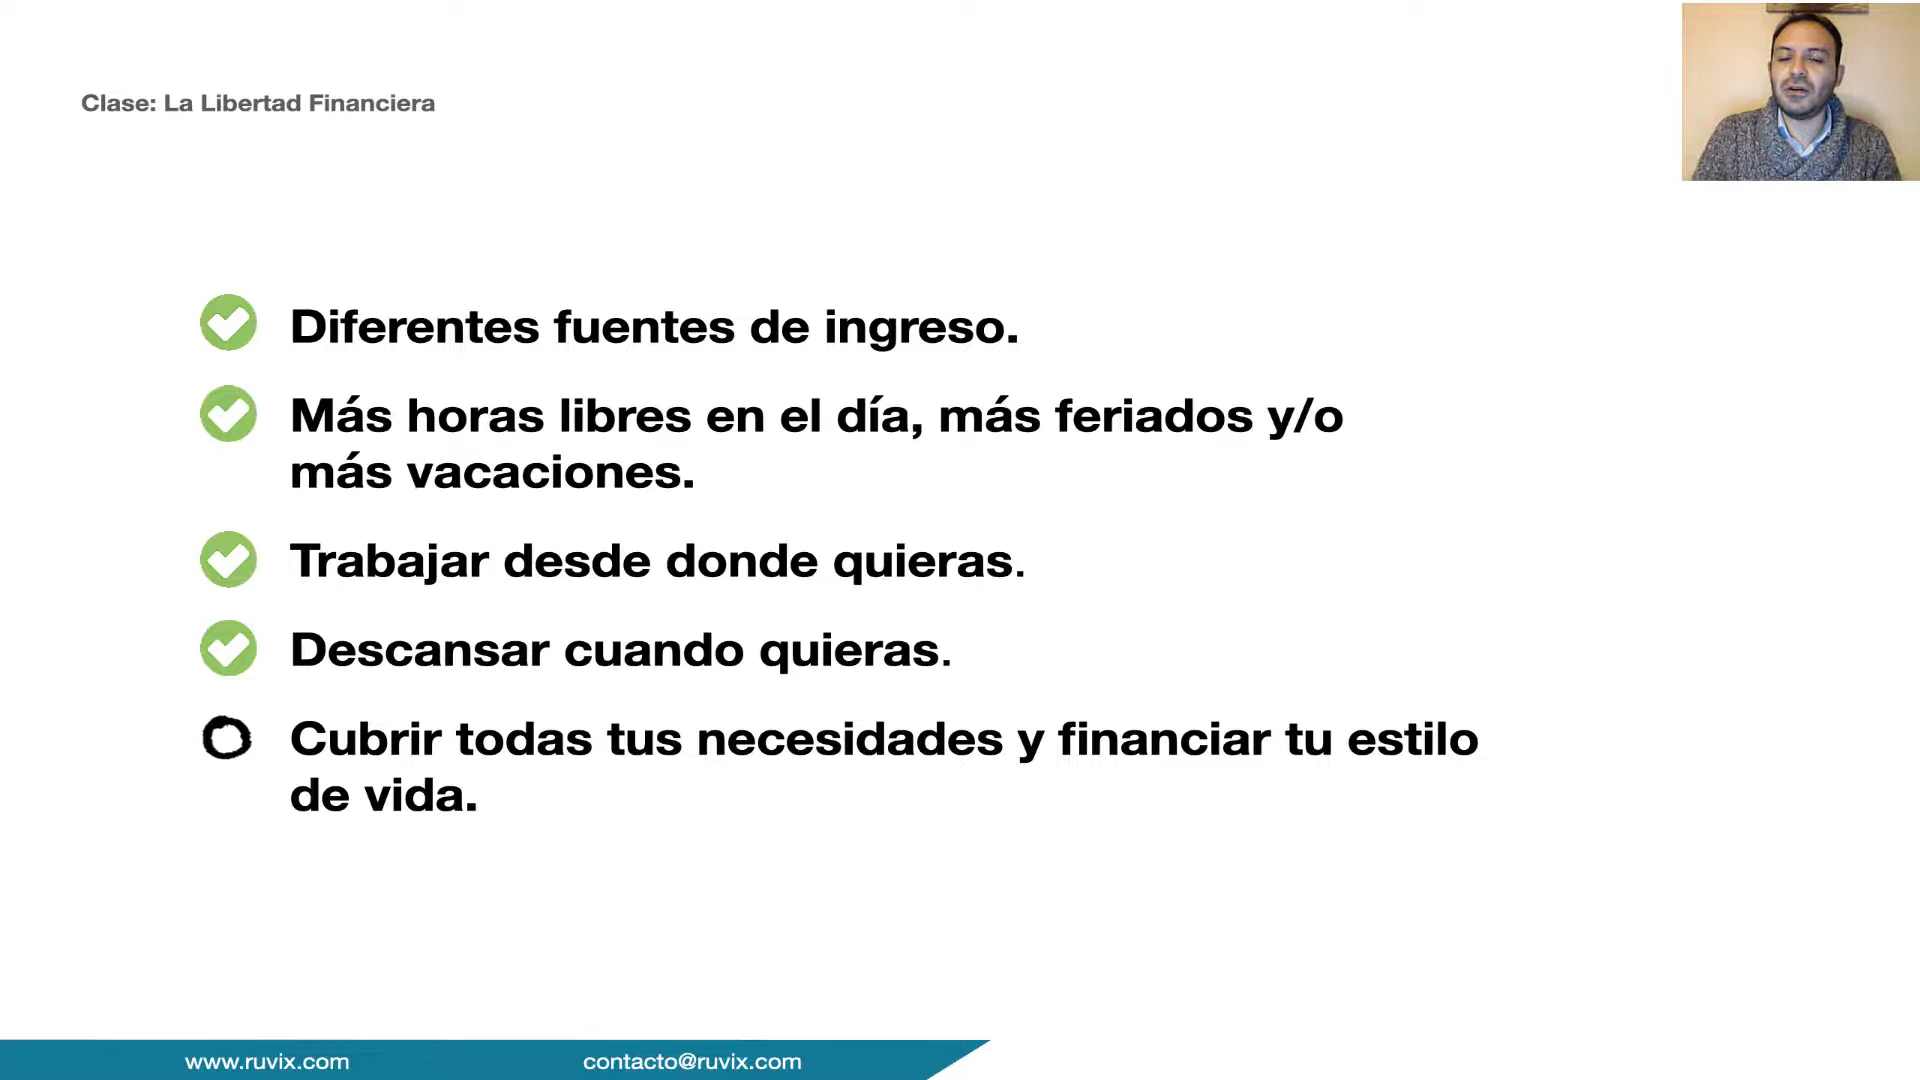 Clase: La Libertad Financiera
Diferentes fuentes de ingreso.
Más horas libres en el día, más feriados y/o
más vacaciones.
Trabajar desde donde quieras.
Descansar cuando quieras.
Cubrir todas tus necesidades y financiar tu estilo
de vida.
www.ruvix.com
contacto@ruvix.com